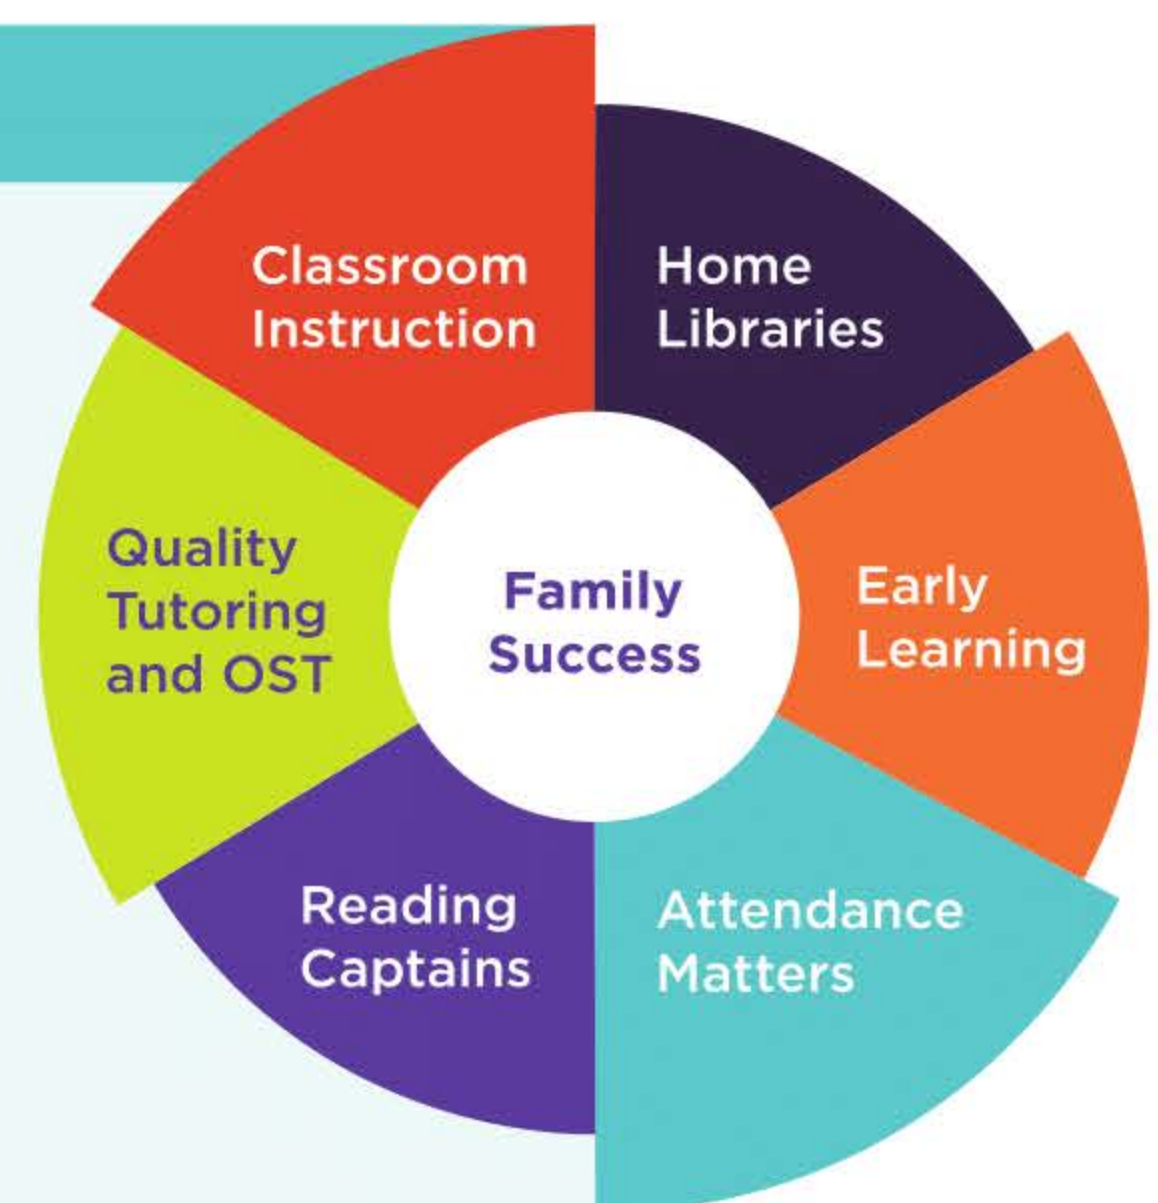 Classroom
Instruction
Home
Libraries
Early
Learning
Attendance
Matters
Reading
Captains
Quality
Tutoring
and OST
Family
Success